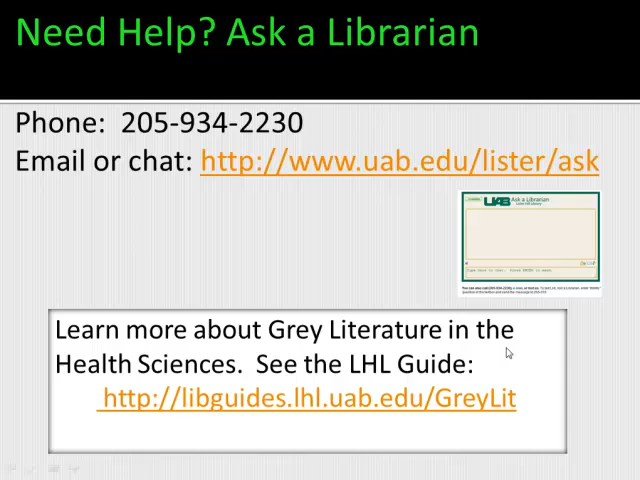 Need Help? Ask a Librarian
Phone: 205-934-2230
Email or chat: http://www.uab.edu/lister/ask
UAB Ask a Librarian
Learn more about Grey Literature in the
Health Sciences. See the LHL Guide:
http://libguides.lhl.uab.edu/GreyLit